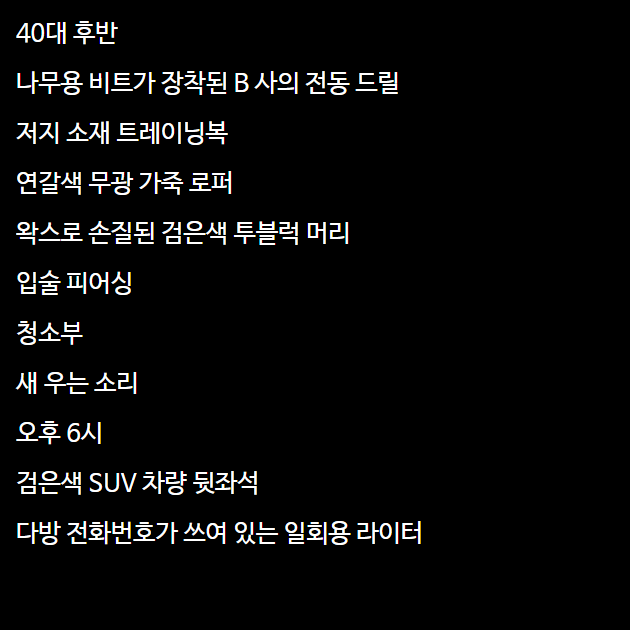 40대 후반
나무용 비트가 장착된 B 사의 전동 드릴
저지 소재 트레이닝복
연갈색 무광 가죽 로퍼
왁스로 손질된 검은색 투블럭 머리
입술 피어싱
청소부
새 우는 소리
오후 6시
검은색 SUV 차량 뒷좌석
다방 전화번호가 쓰여 있는 일회용 라이터